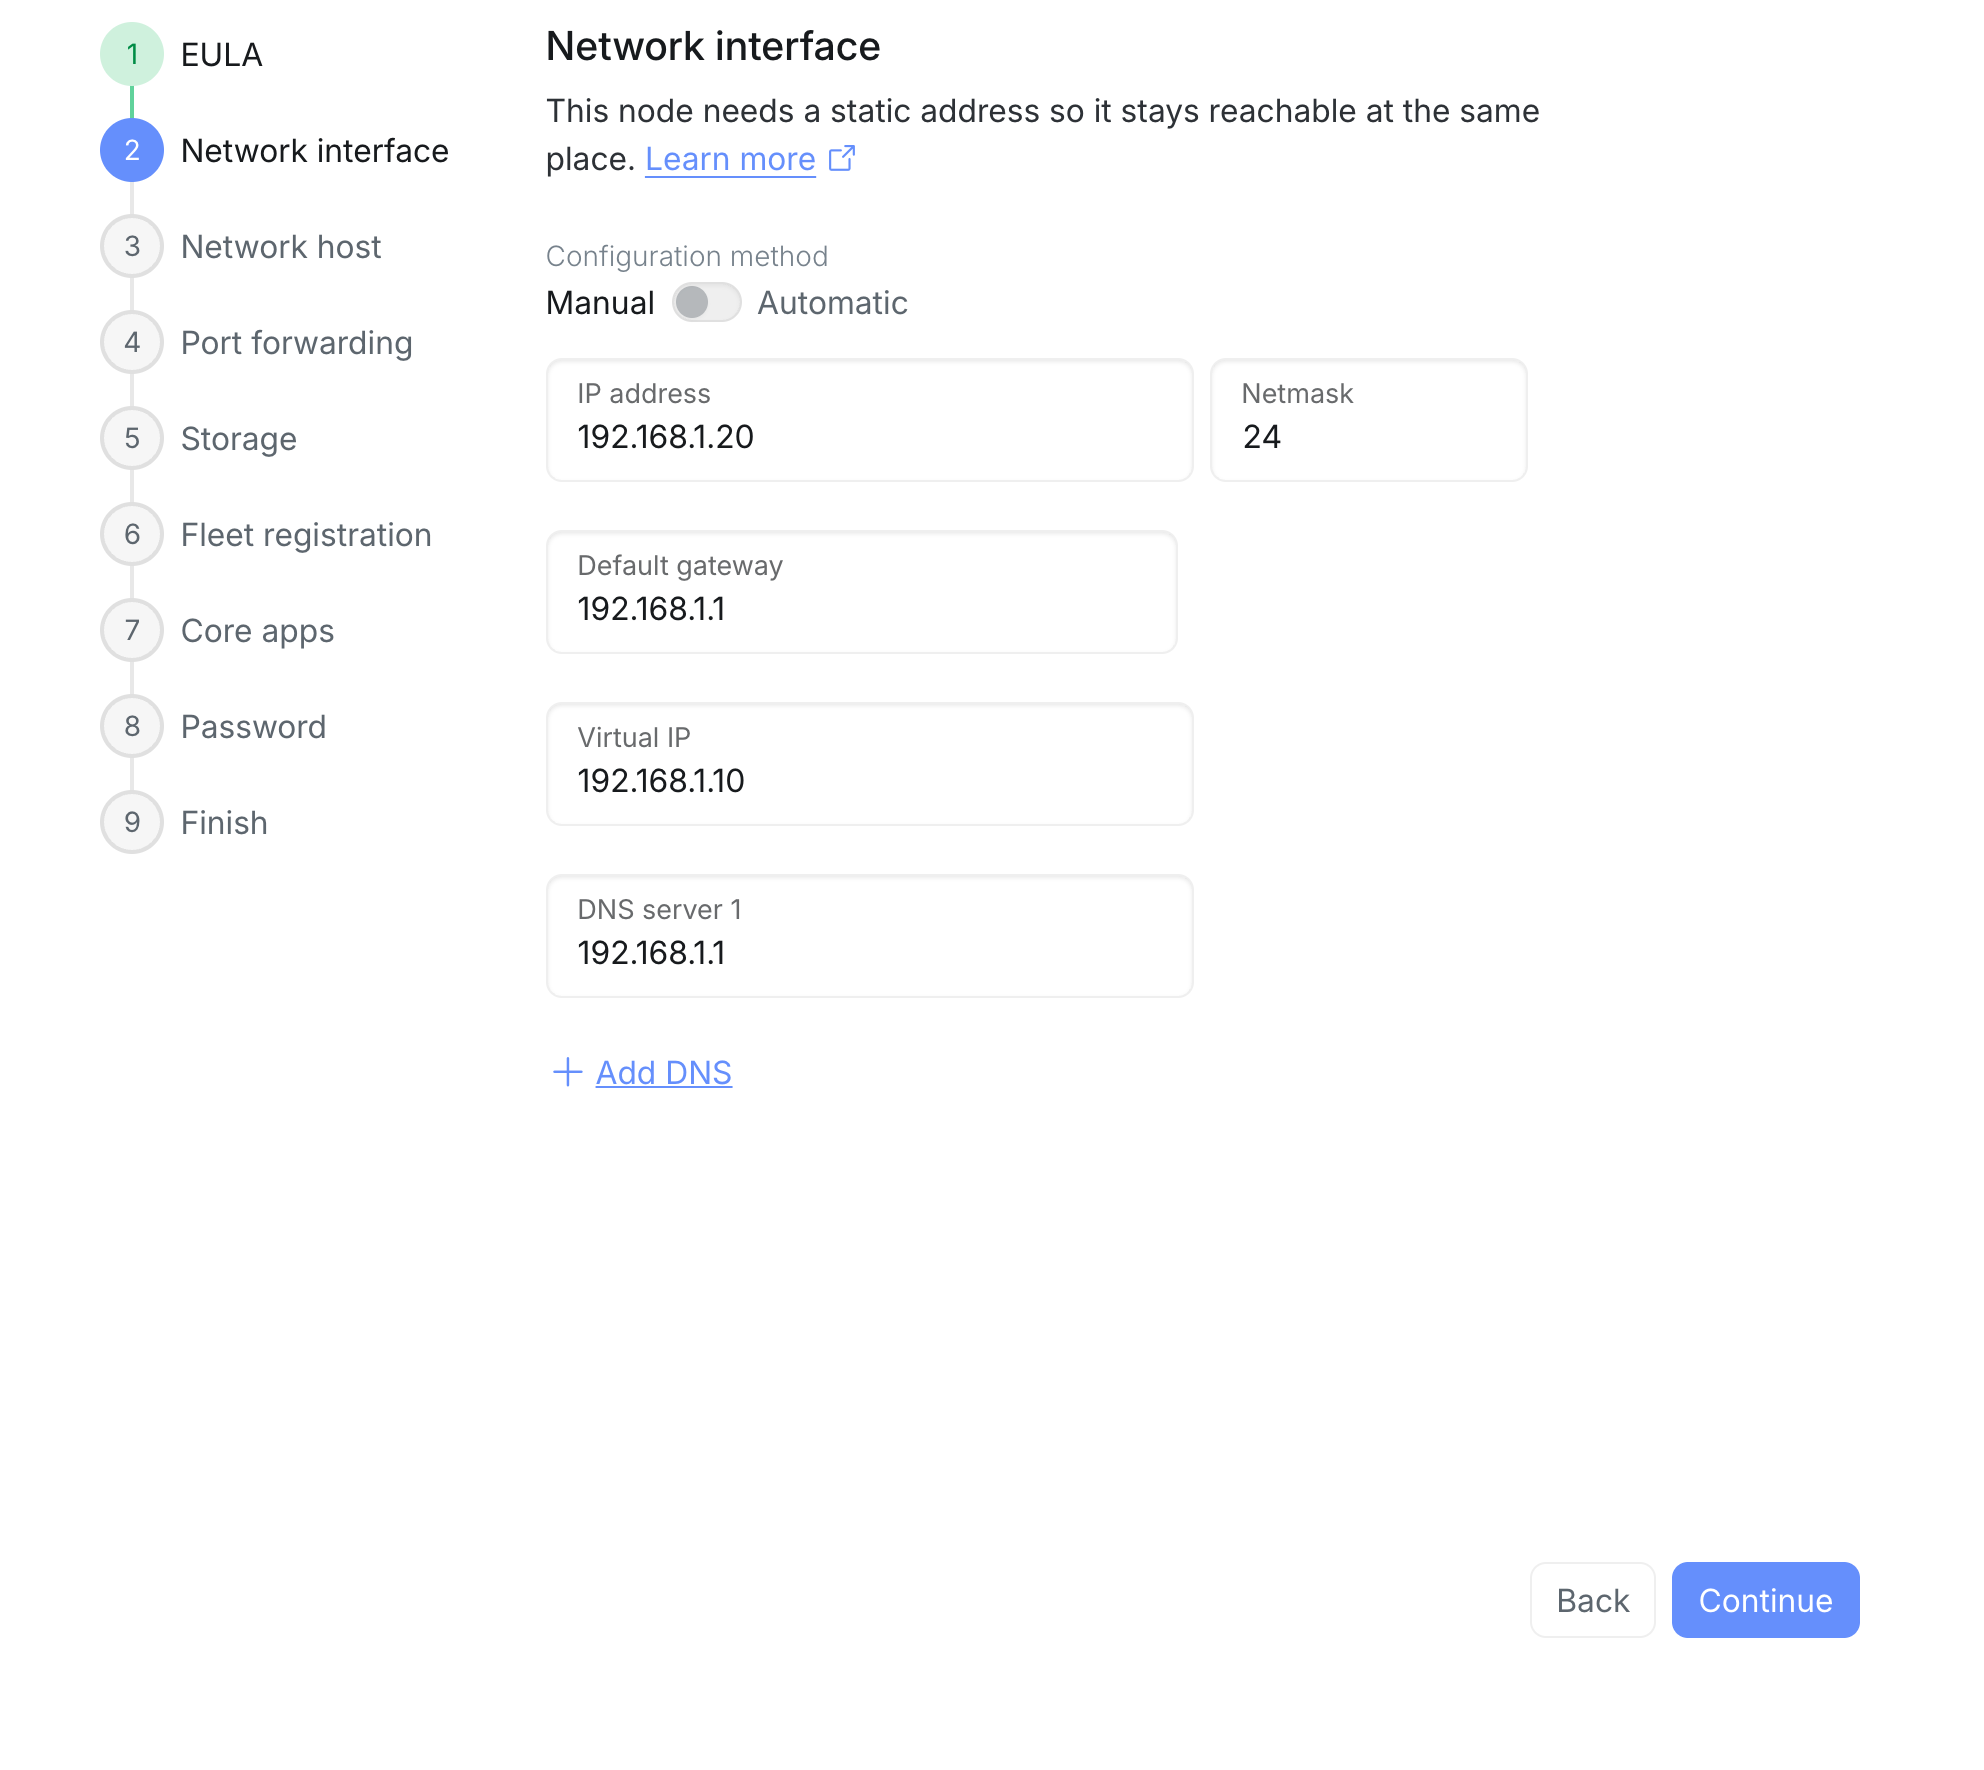 1 EULA
2 Network interface
3 Network host
4 Port forwarding
5 Storage
6 Fleet registration
7 Core apps
8 Password
9 Finish
Network interface
This node needs a static address so it stays reachable at the same
place. Learn more
Configuration method
Manual Automatic
IP address
192.168.1.20
Netmask
24
Default gateway
192.168.1.1
Virtual IP
192.168.1.10
DNS server 1
192.168.1.1
Add DNS
Back
Continue